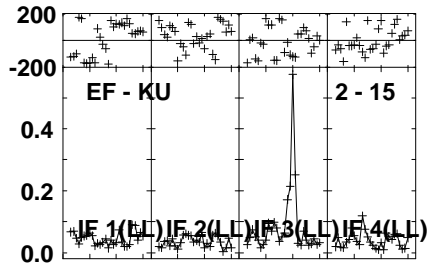 200
-200
EF - KU 2 - 15
0.4
0.2
IF 1(LL) IF 2(LL) IF 3(LL) IF 4(LL)
0.0